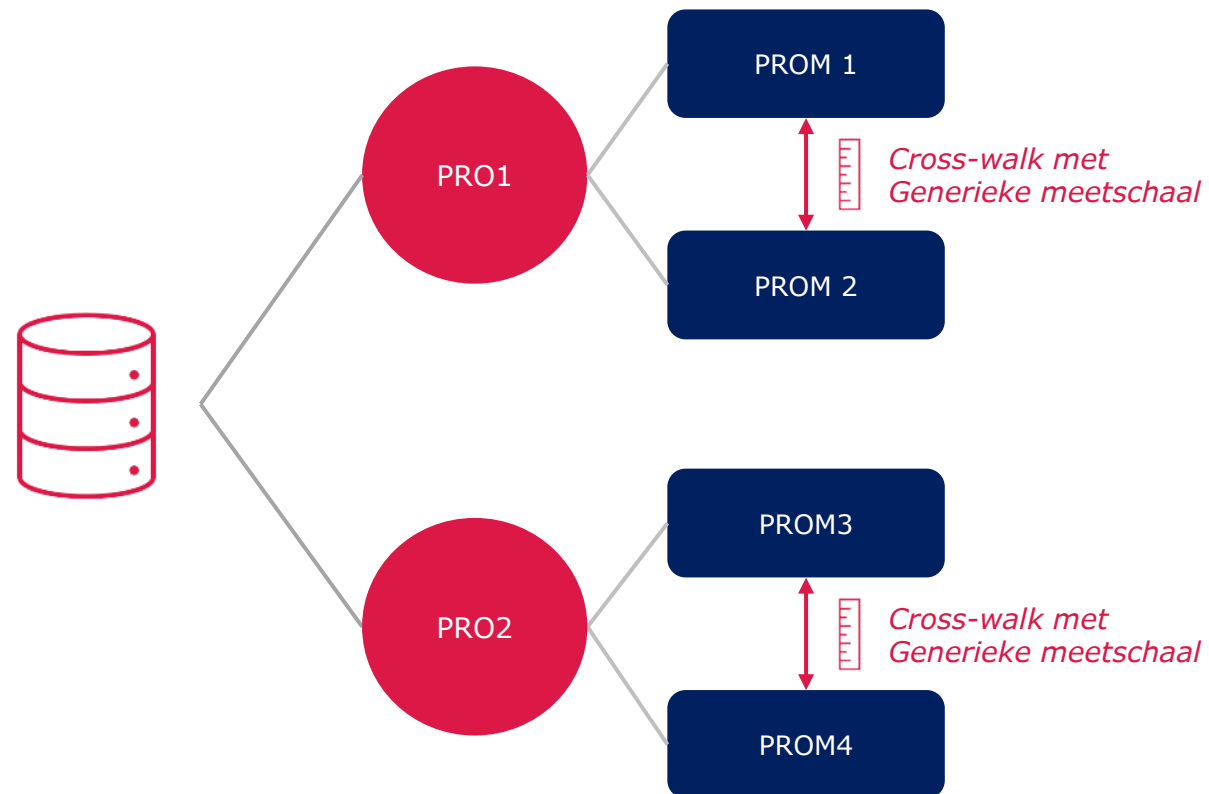 PROM 1
PRO1
Cross-walk met
Generieke meetschaal
PROM 2
PROM3
PRO2
Cross-walk met
Generieke meetschaal
PROM4